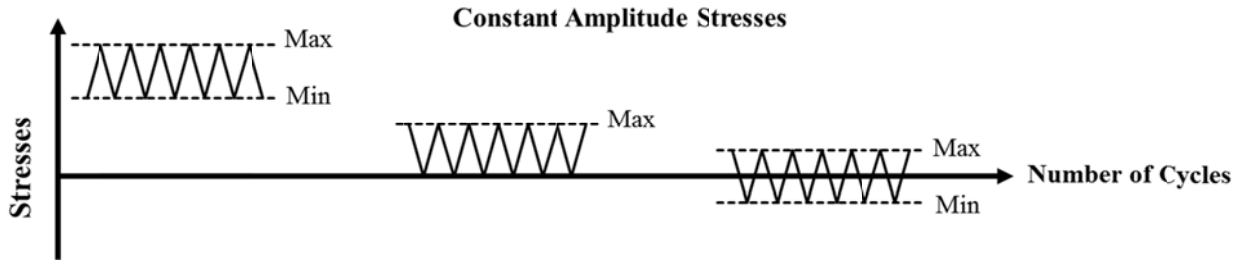 Constant Amplitude Stresses
Max
Min
Max
Max
Min
Number of Cycles
Stresses